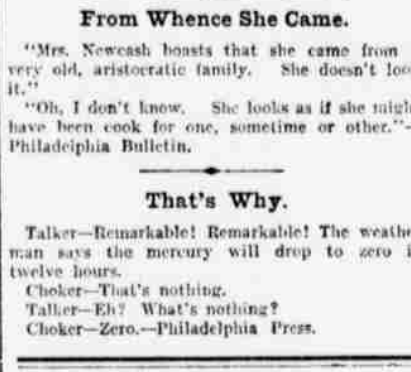 From Whence She Came.
"Mrs. Newcash boasts that she came from
very old, aristocratic family. She doesn't
it."
"Oh, I don't know. She looks as if she
have been cook for one, sometime or other."—
Philadelphia Bulletin.
That's Why.
Talker—Remarkable! Remarkable! The
man says the mercury will drop to zero
twelve hours.
Choker—That's nothing.
Talker—Eh? What's nothing?
Choker—Zero.—Philadelphia Press.